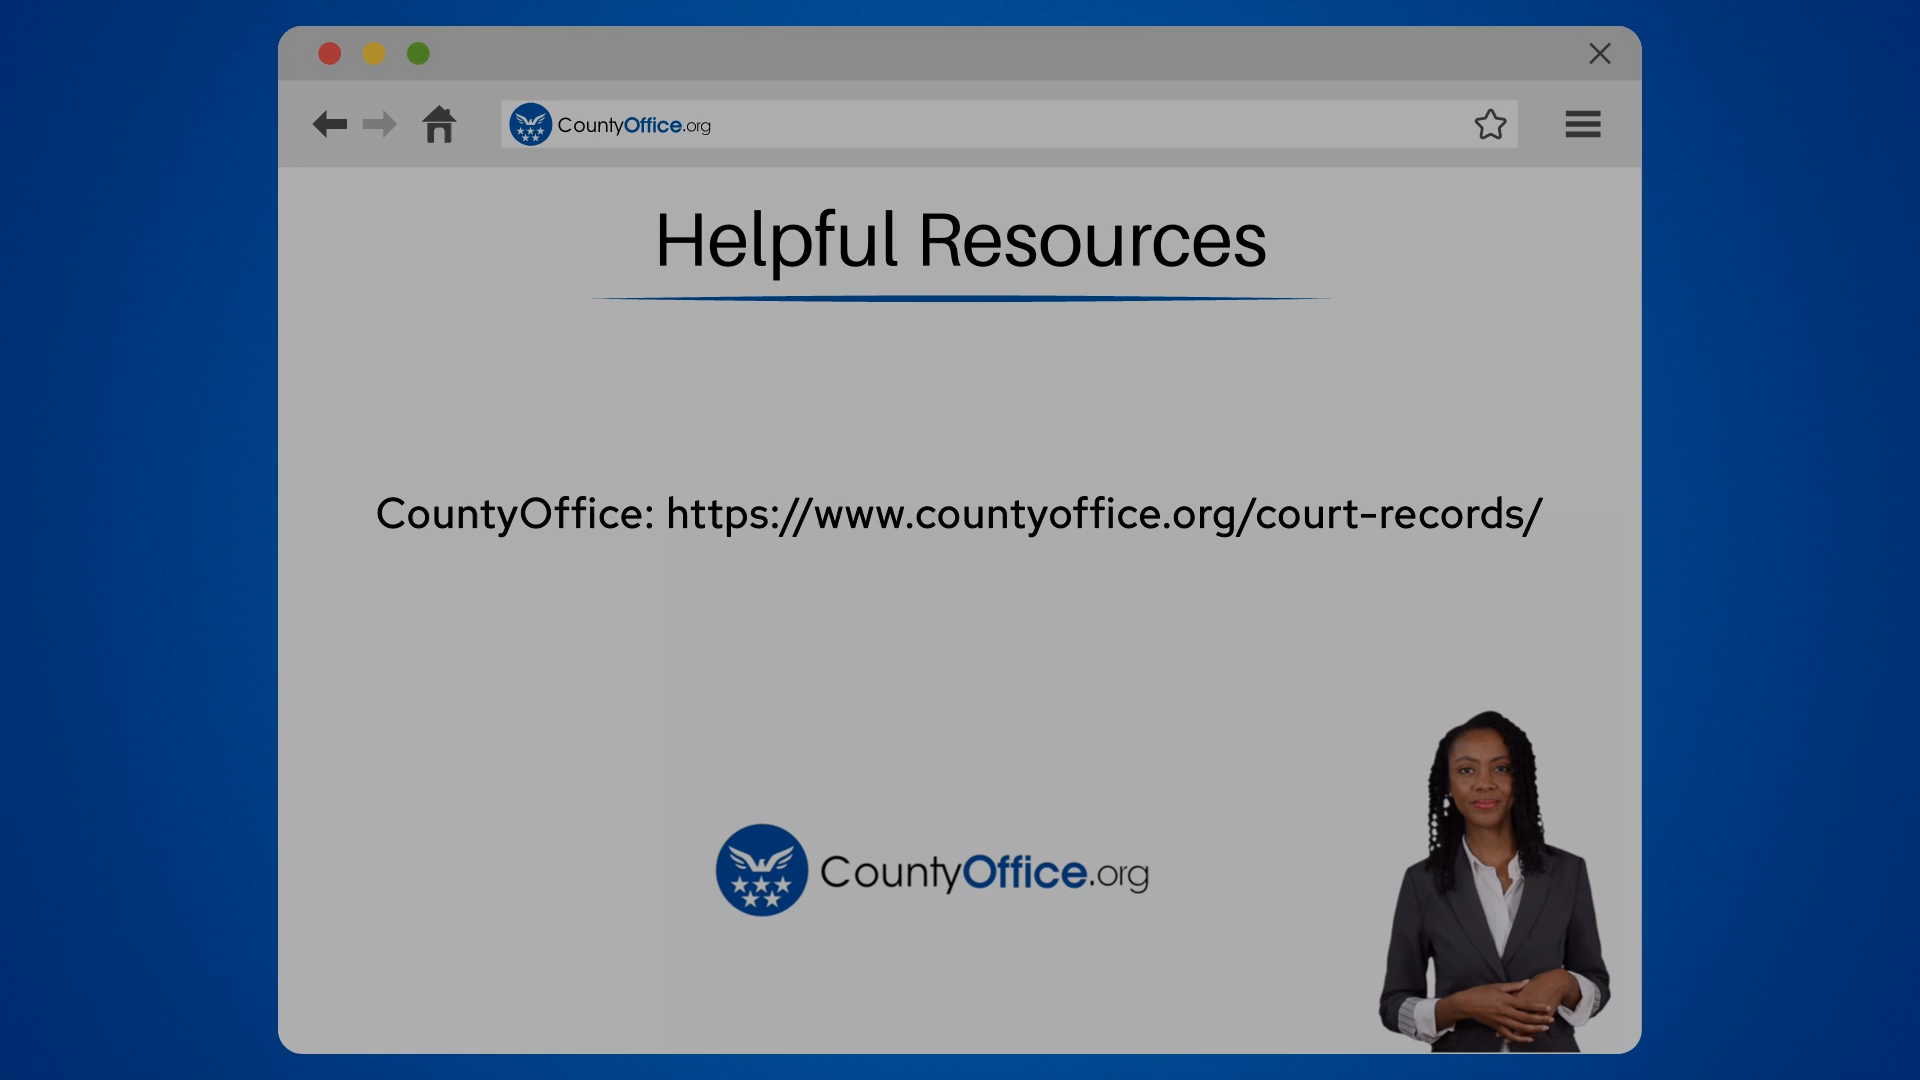 CountyOffice.org
Helpful Resources
CountyOffice: https://www.countyoffice.org/court-records/
CountyOffice.org